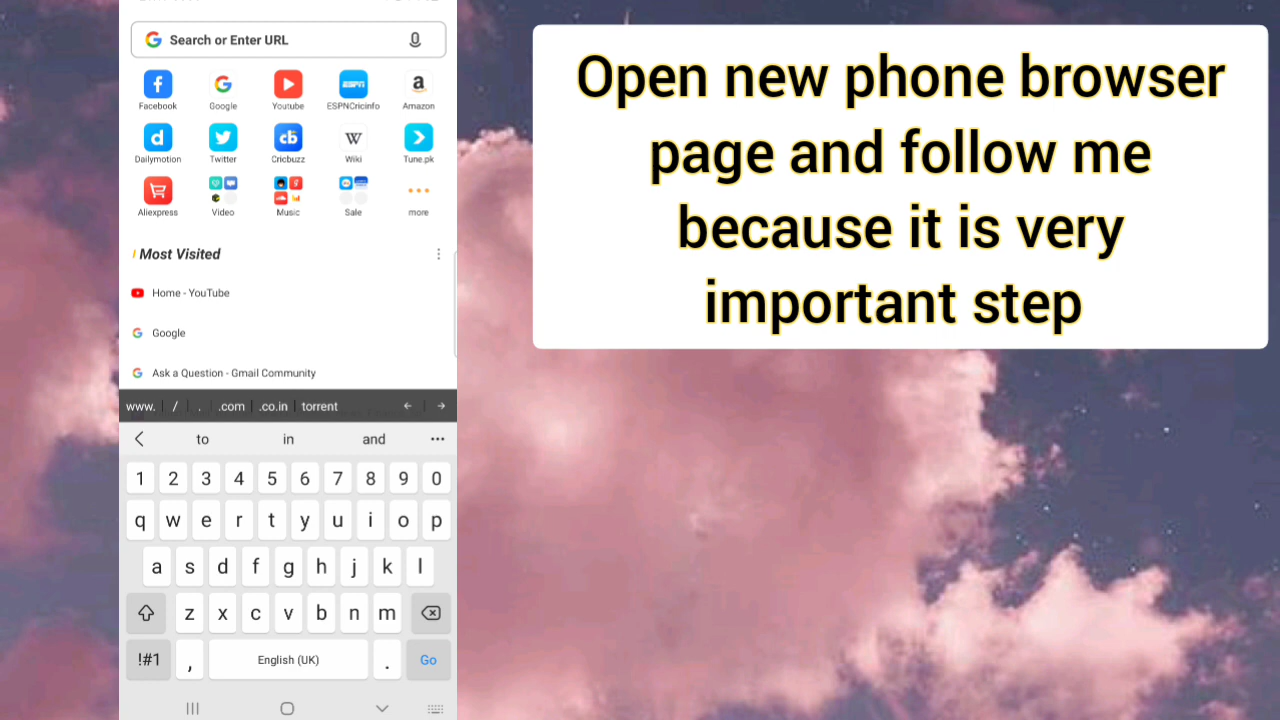 Search or Enter URL
f
Facebook
Google
Youtube
ESPN
ESPNCricinfo
a
Amazon
d
Dailymotion
Twitter
cb
Cricbuzz
W
Wiki
Tune.pk
Aliexpress
Video
Music
Sale
more
Most Visited
Home - YouTube
Google
Ask a Question - Gmail Community
www. / . .com .co.in torrent
to in and
1 2 3 4 5 6 7 8 9 0
q w e r t y u i o p
a s d f g h j k l
z x c v b n m
!#1 , English (UK) . Go
Open new phone browser
page and follow me
because it is very
important step